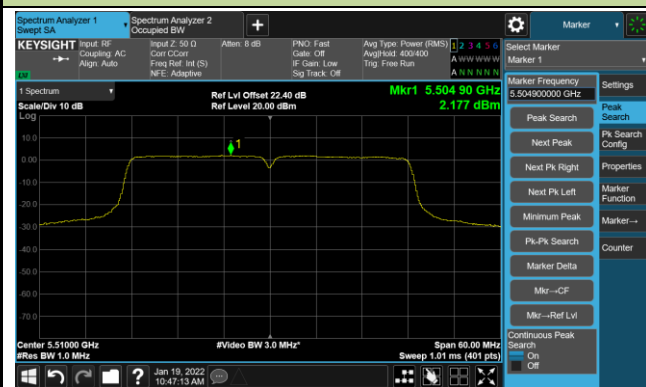 Spectrum Analyzer 1
Swept SA
Spectrum Analyzer 2
Occupied BW
Marker
KEYSIGHT
Input: RF
Coupling: AC
Align: Auto
Input Z: 50 Ω
Corr CCorr
Freq Ref: Int (S)
NFE: Adaptive
Atten: 8 dB
PNO: Fast
Gate: Off
IF Gain: Low
Sig Track: Off
Avg Type: Power (RMS)
Avg|Hold: 400/400
Trig: Free Run
1 2 3 4 5 6
A W W W W W
A N N N N N
LXI
1 Spectrum
Scale/Div 10 dB
Log
Ref Lvl Offset 22.40 dB
Ref Level 20.00 dBm
Mkr1 5.504 90 GHz
2.177 dBm
1
10.0
0.00
-10.0
-20.0
-30.0
-40.0
-50.0
-60.0
-70.0
Center 5.51000 GHz
#Res BW 1.0 MHz
#Video BW 3.0 MHz*
Span 60.00 MHz
Sweep 1.01 ms (401 pts)
Select Marker
Marker 1
Marker Frequency
5.504900000 GHz
Peak Search
Next Peak
Next Pk Right
Next Pk Left
Minimum Peak
Pk-Pk Search
Marker Delta
Mkr→CF
Mkr→Ref Lvl
Continuous Peak
Search
On
Off
Settings
Peak
Search
Pk Search
Config
Properties
Marker
Function
Marker→
Counter
Jan 19, 2022
10:47:13 AM